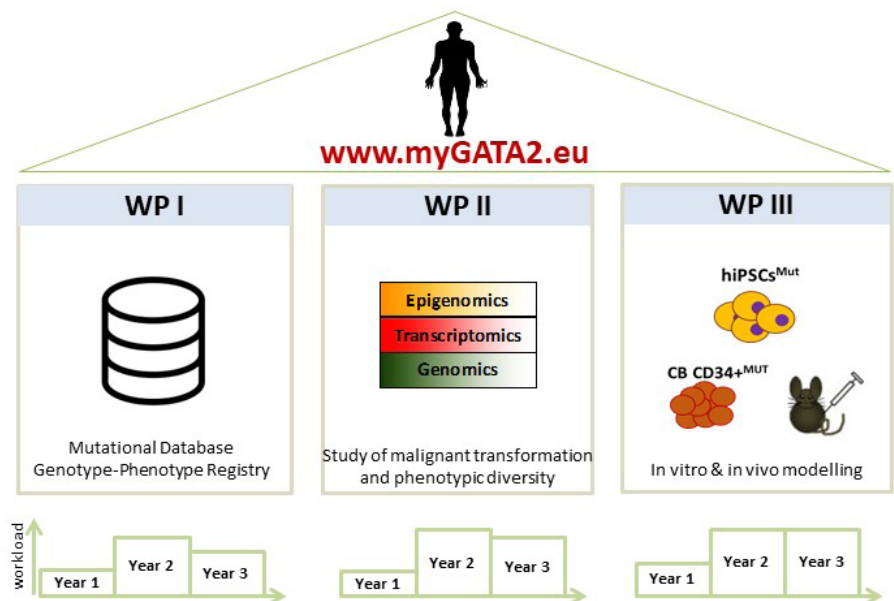 www.myGATA2.eu
WP I
Mutational Database
Genotype-Phenotype Registry
WP II
Epigenomics
Transcriptomics
Genomics
Study of malignant transformation
and phenotypic diversity
WP III
hiPSCsMut
CB CD34+MUT
In vitro & in vivo modelling
workload
Year 1
Year 2
Year 3
Year 1
Year 2
Year 3
Year 1
Year 2
Year 3